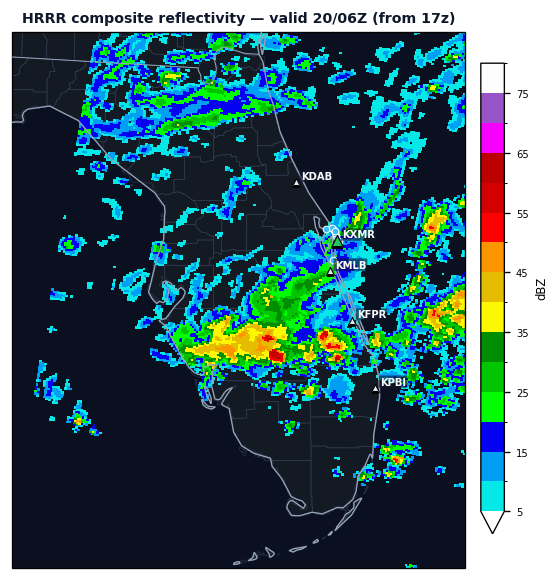 HRRR composite reflectivity — valid 20/06Z (from 17z)
75
65
55
45
35
25
15
5
dBZ
KDAB
KXMR
KMLB
KFPR
KPBI